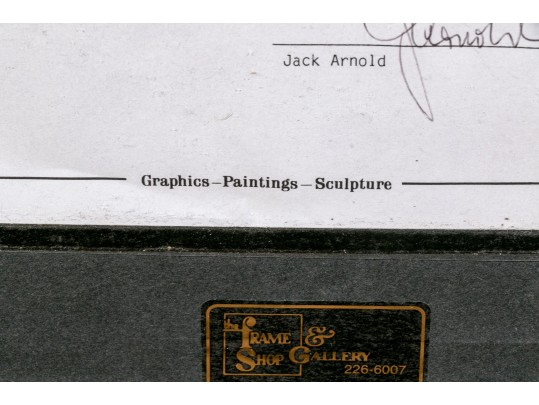 Jack Arnold
Graphics—Paintings—Sculpture
the FRAME &
SHOP GALLERY
226-6007